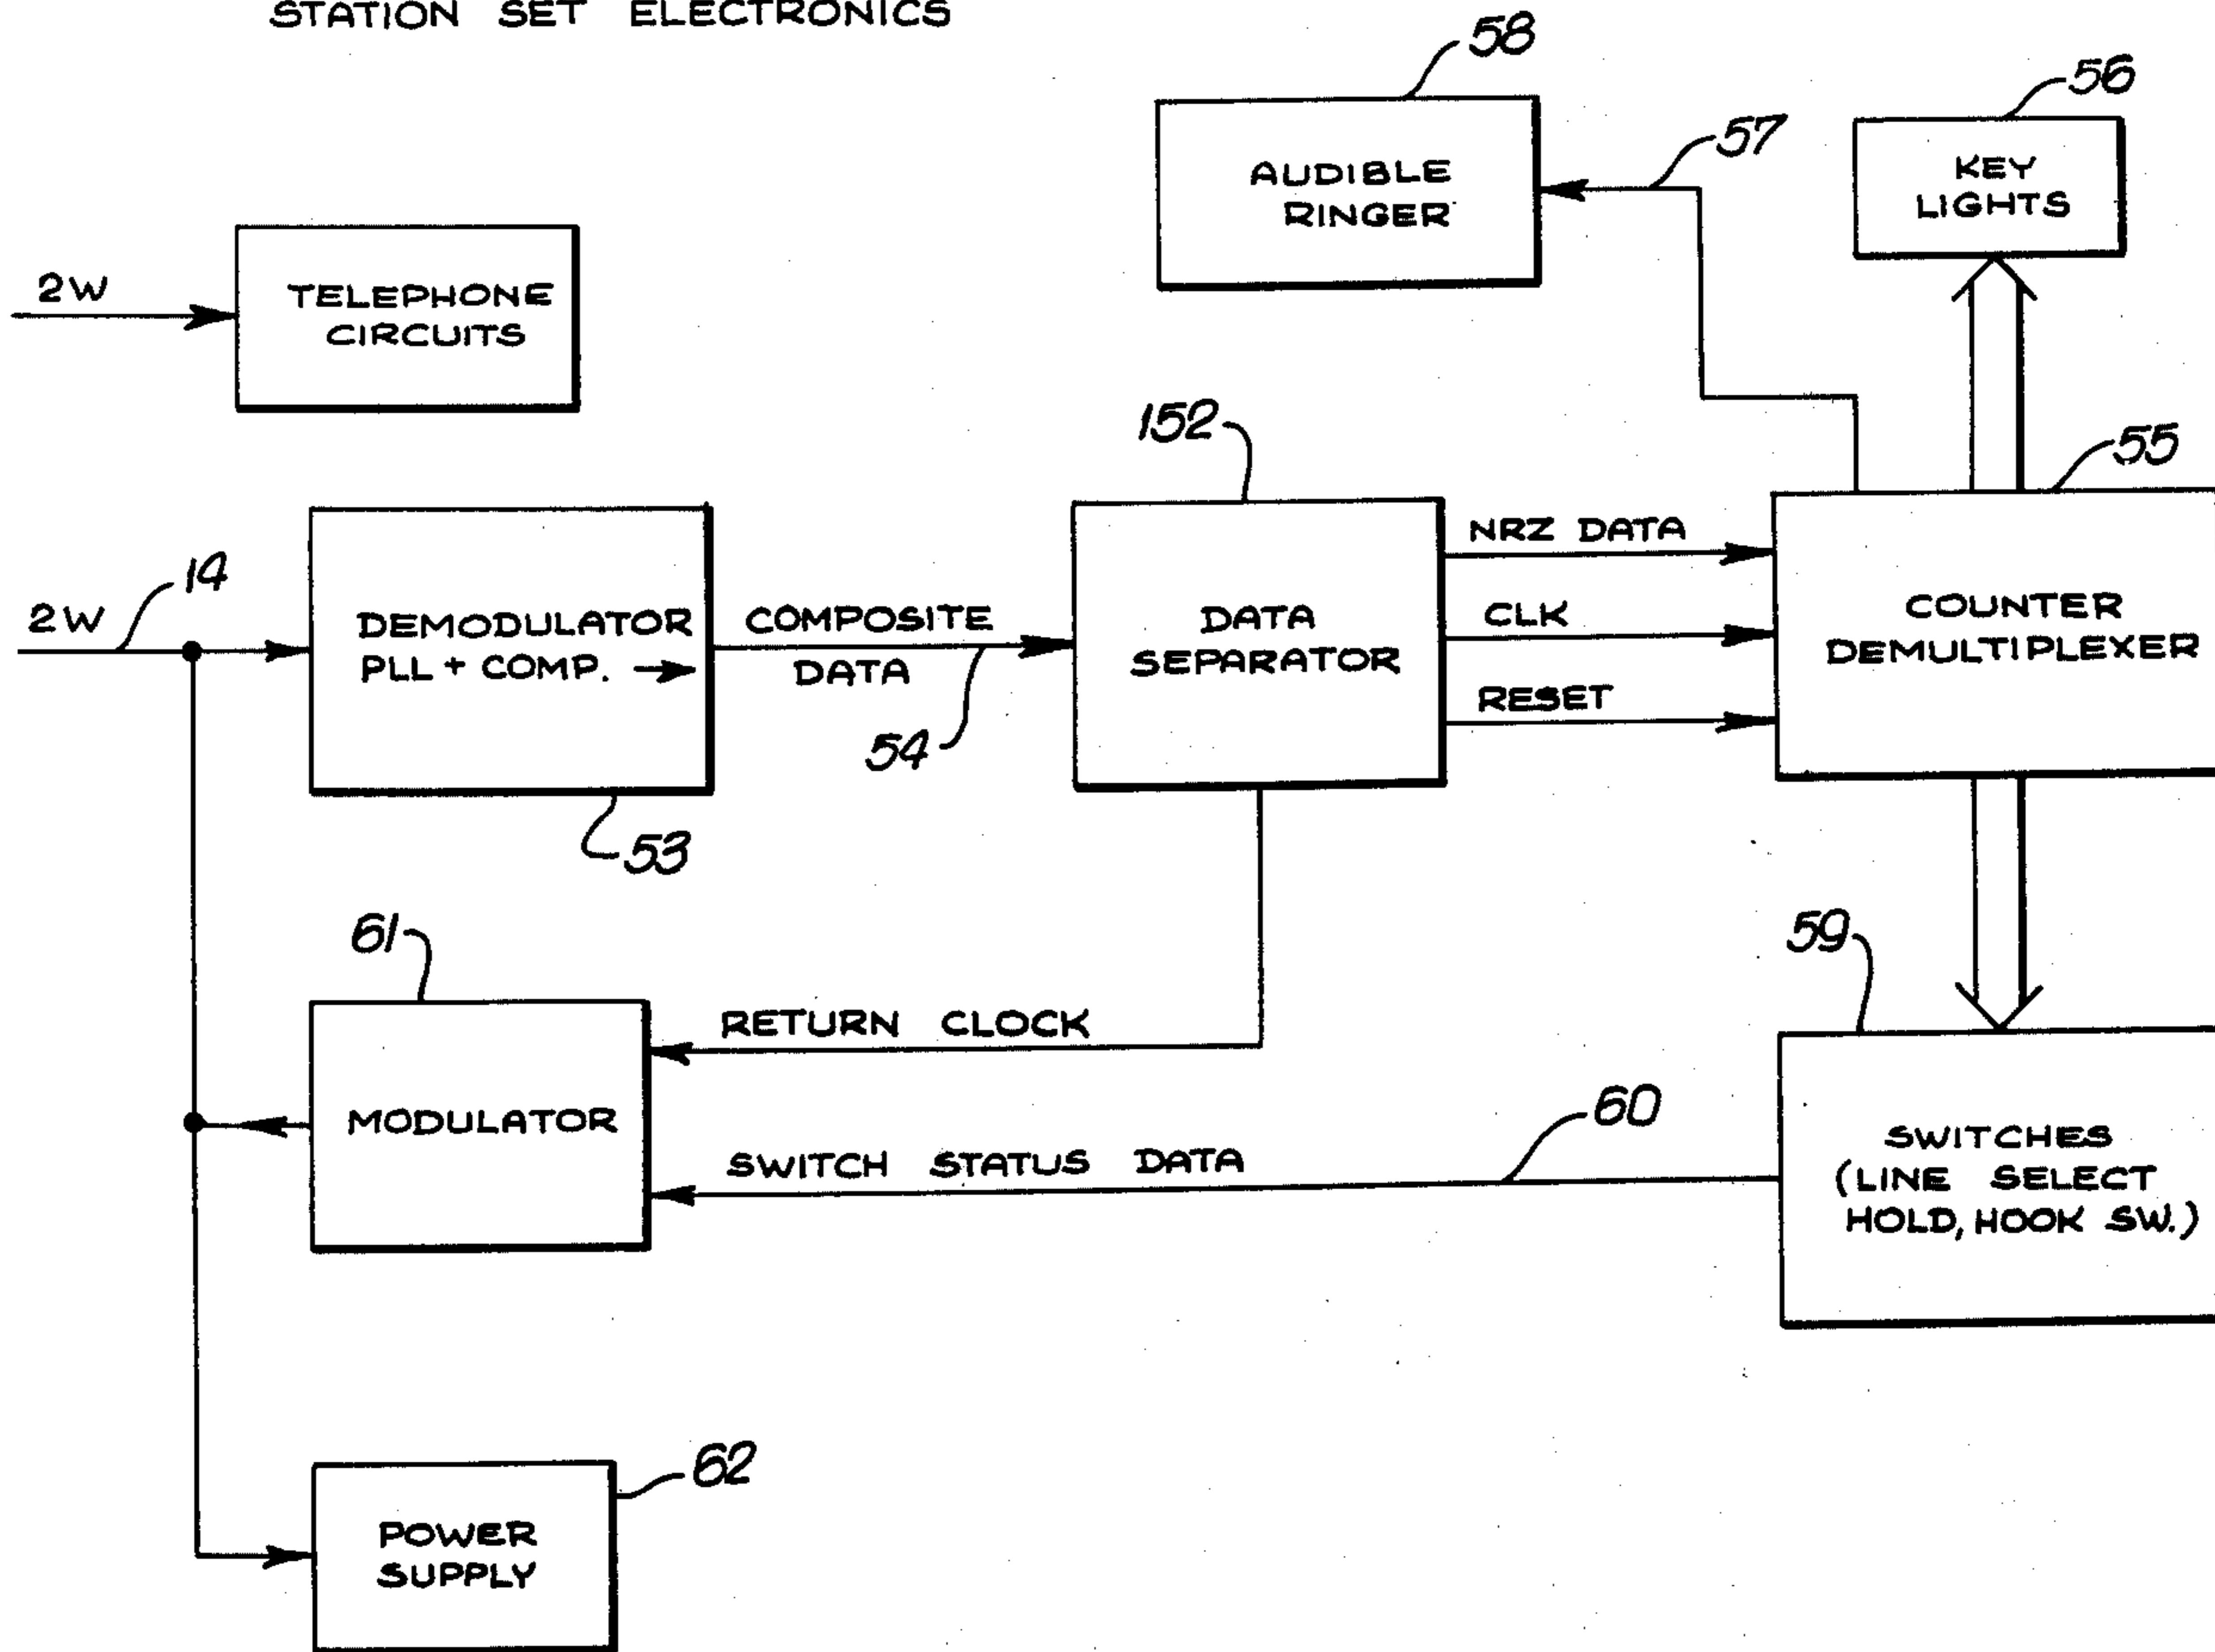 STATION SET ELECTRONICS
58
56
57
AUDIBLE
RINGER
KEY
LIGHTS
2W
TELEPHONE
CIRCUITS
152
55
14
2W
DEMODULATOR
PLL + COMP. →
COMPOSITE
DATA
54
53
DATA
SEPARATOR
NRZ DATA
CLK
RESET
COUNTER
DEMULTIPLEXER
61
59
RETURN CLOCK
MODULATOR
SWITCH STATUS DATA
60
SWITCHES
(LINE SELECT
HOLD, HOOK SW.)
62
POWER
SUPPLY